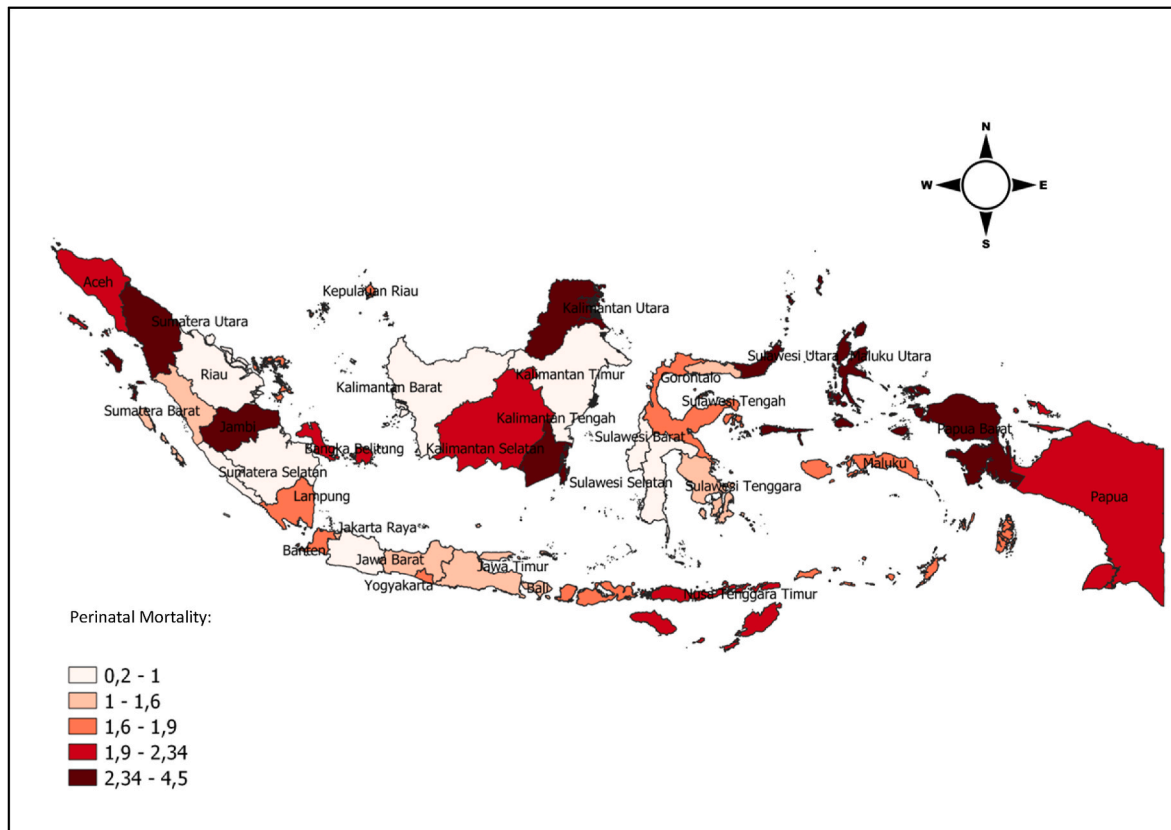 N
W
E
S
Aceh
Kepulauan Riau
Kalimantan Utara
Sumatera Utara
Sulawesi Utara
Maluku Utara
Riau
Kalimantan Timur
Gorontalo
Kalimantan Barat
Sulawesi Tengah
Sumatera Barat
Jambi
Kalimantan Tengah
Papua Barat
Sulawesi Barat
Bangka Belitung
Kalimantan Selatan
Maluku
Sumatera Selatan
Sulawesi Selatan
Sulawesi Tenggara
Lampung
Papua
Jakarta Raya
Banten
Jawa Barat
Jawa Timur
Yogyakarta
Bali
Nusa Tenggara Timur
Perinatal Mortality:
0,2 - 1
1 - 1,6
1,6 - 1,9
1,9 - 2,34
2,34 - 4,5